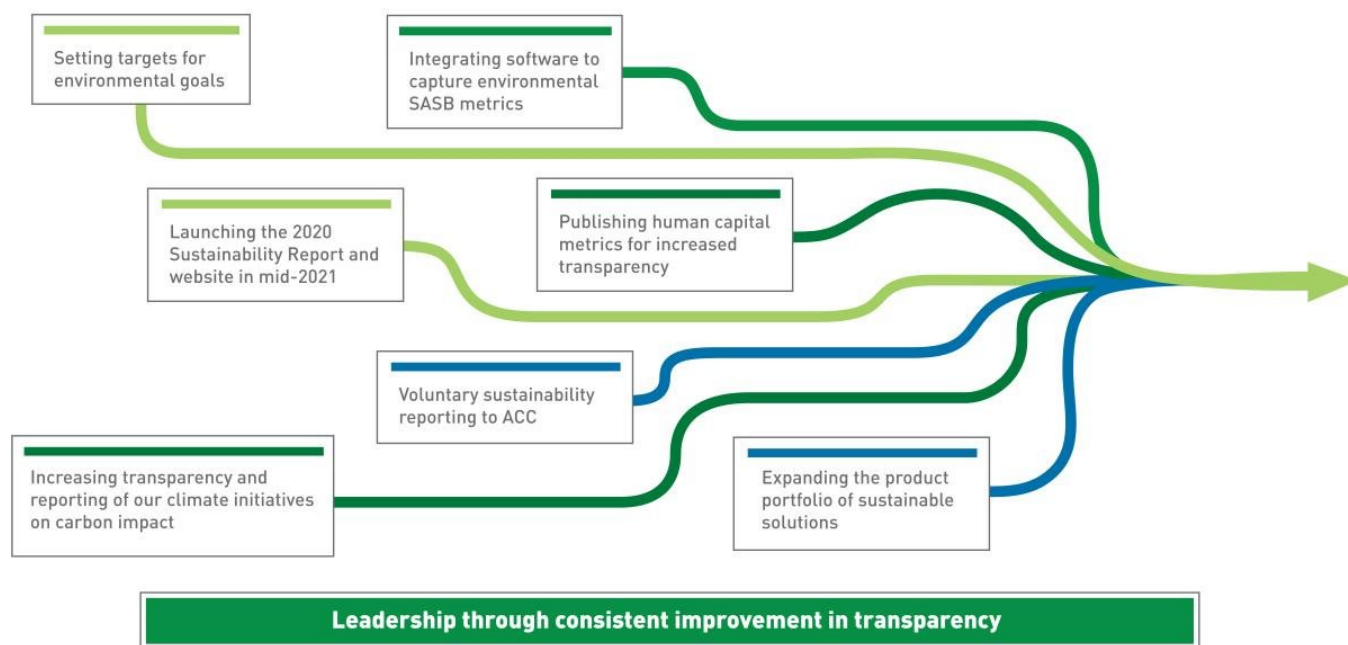 Setting targets for
environmental goals
Integrating software to
capture environmental
SASB metrics
Launching the 2020
Sustainability Report and
website in mid-2021
Publishing human capital
metrics for increased
transparency
Voluntary sustainability
reporting to ACC
Increasing transparency and
reporting of our climate initiatives
on carbon impact
Expanding the product
portfolio of sustainable
solutions
Leadership through consistent improvement in transparency